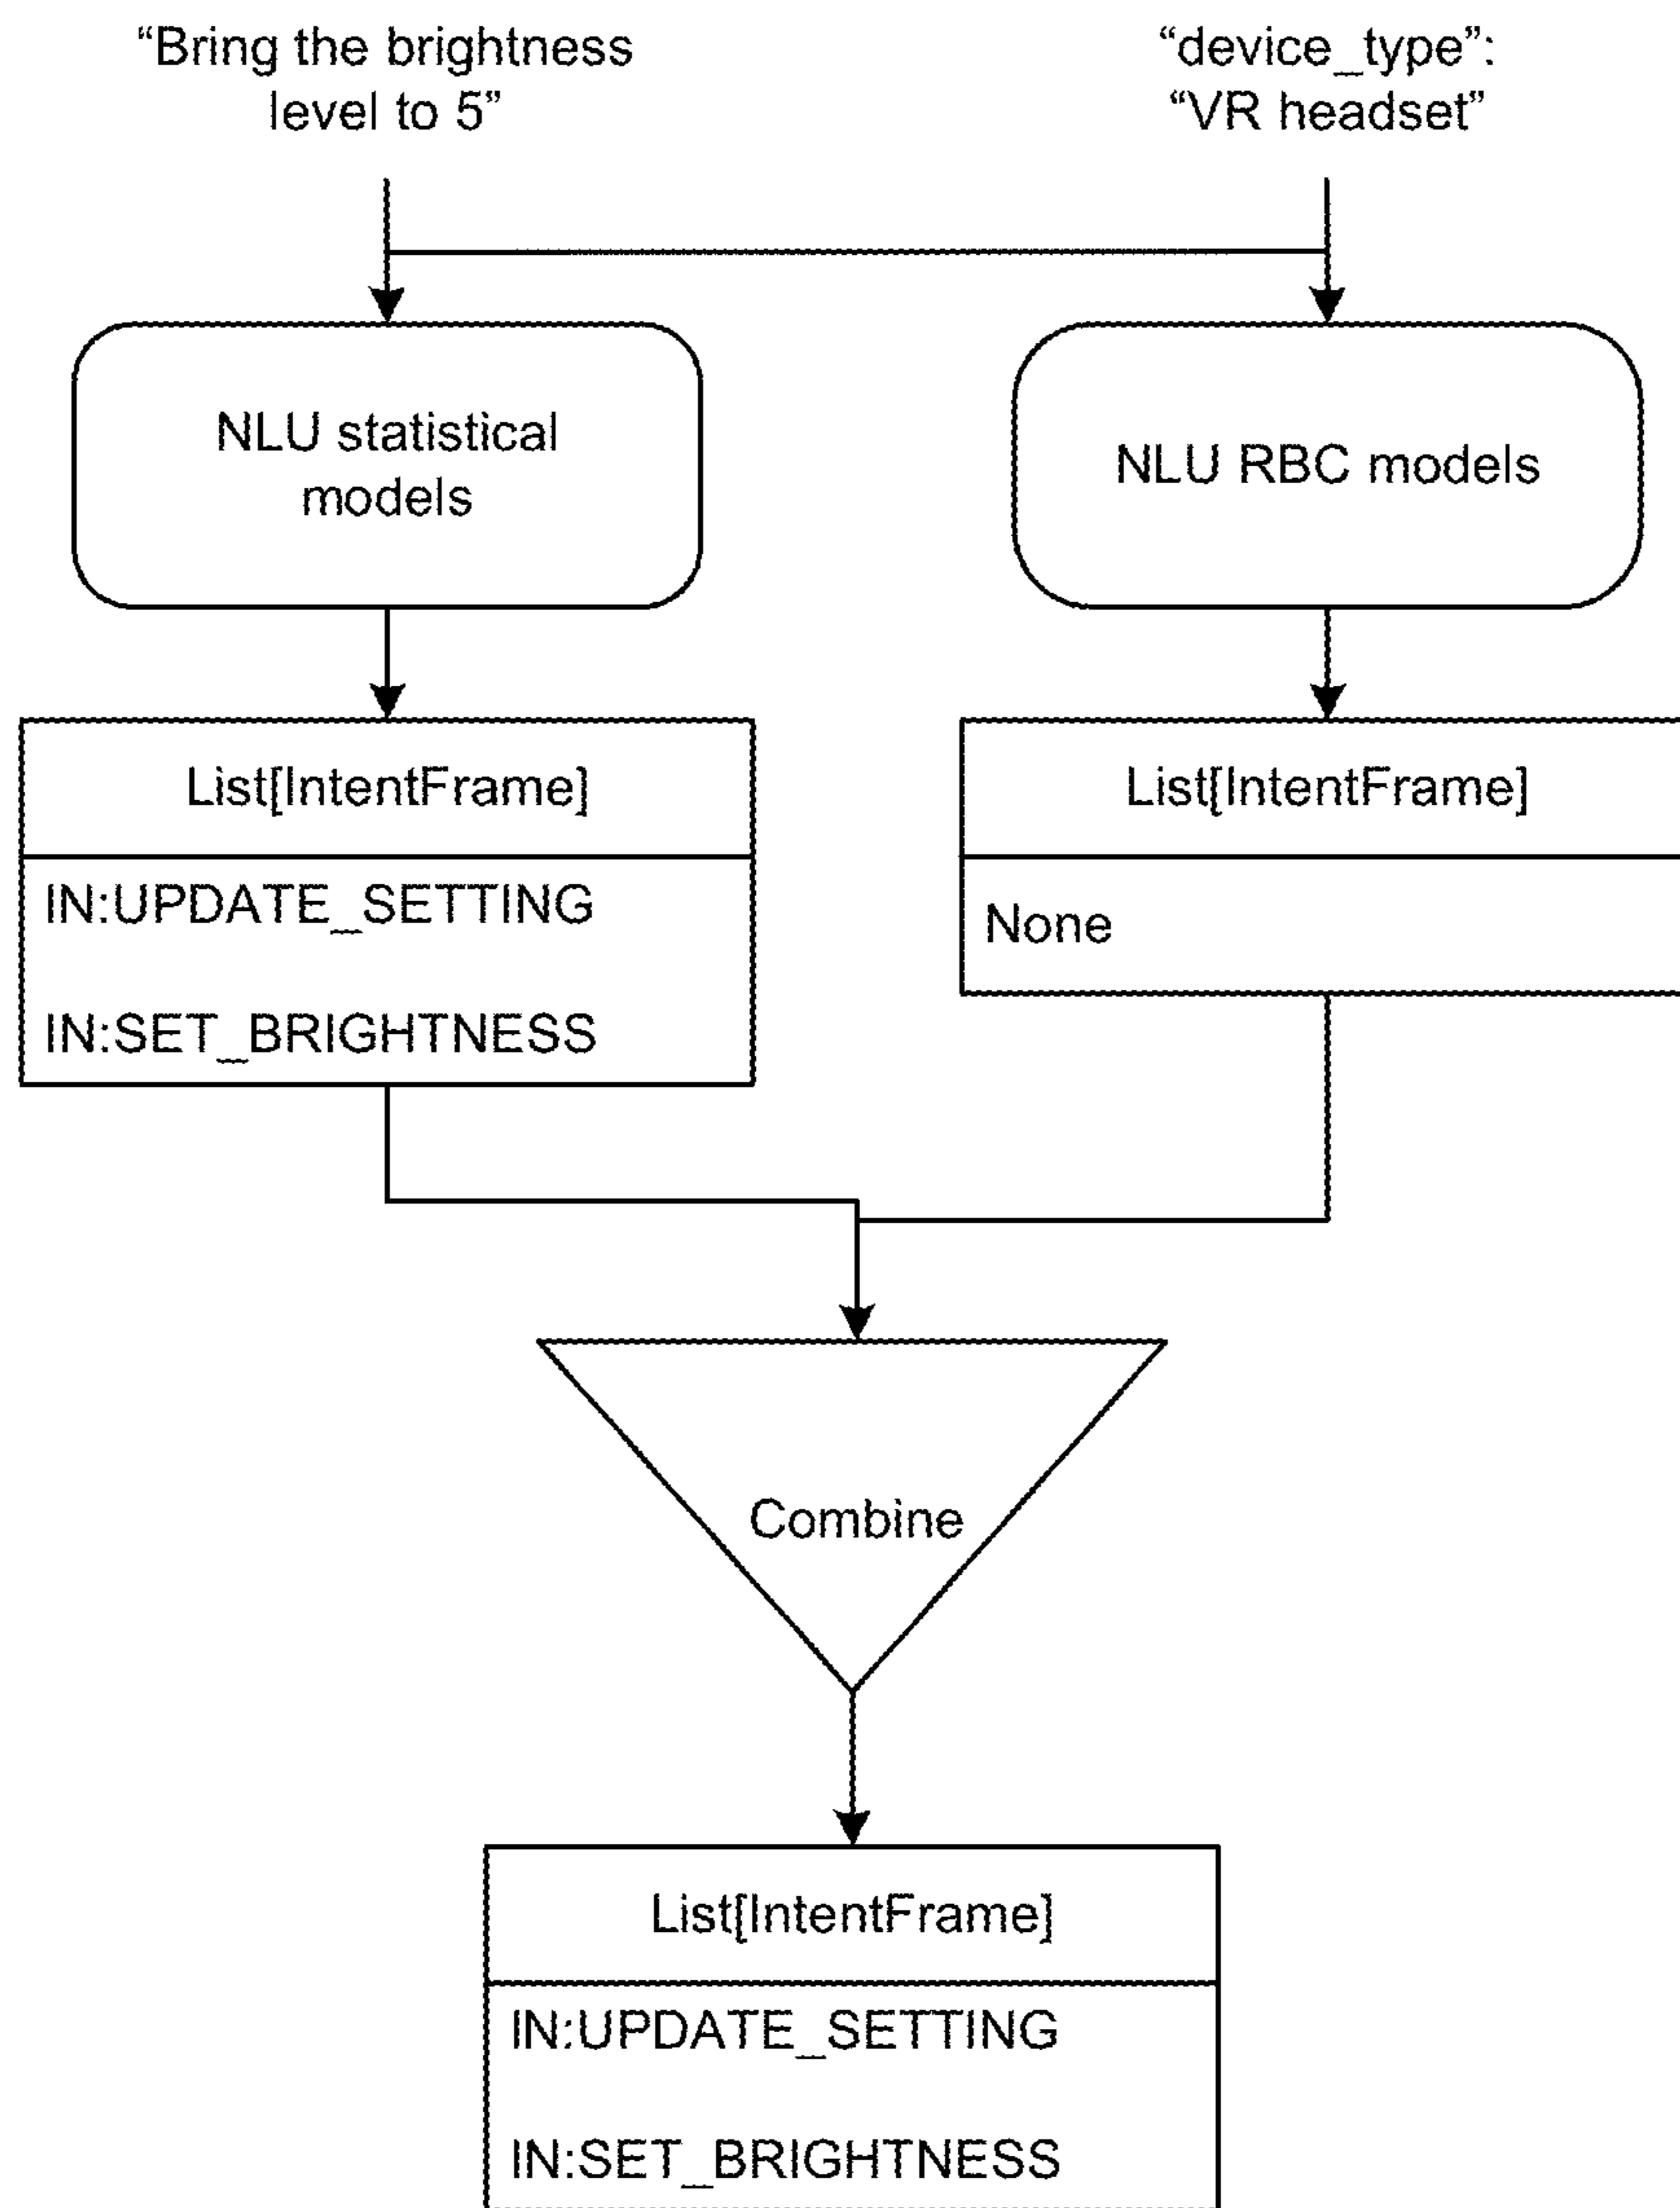 “Bring the brightness
level to 5”
“device_type”:
“VR headset”
NLU statistical
models
NLU RBC models
List[IntentFrame]
IN:UPDATE_SETTING
IN:SET_BRIGHTNESS
List[IntentFrame]
None
Combine
List[IntentFrame]
IN:UPDATE_SETTING
IN:SET_BRIGHTNESS